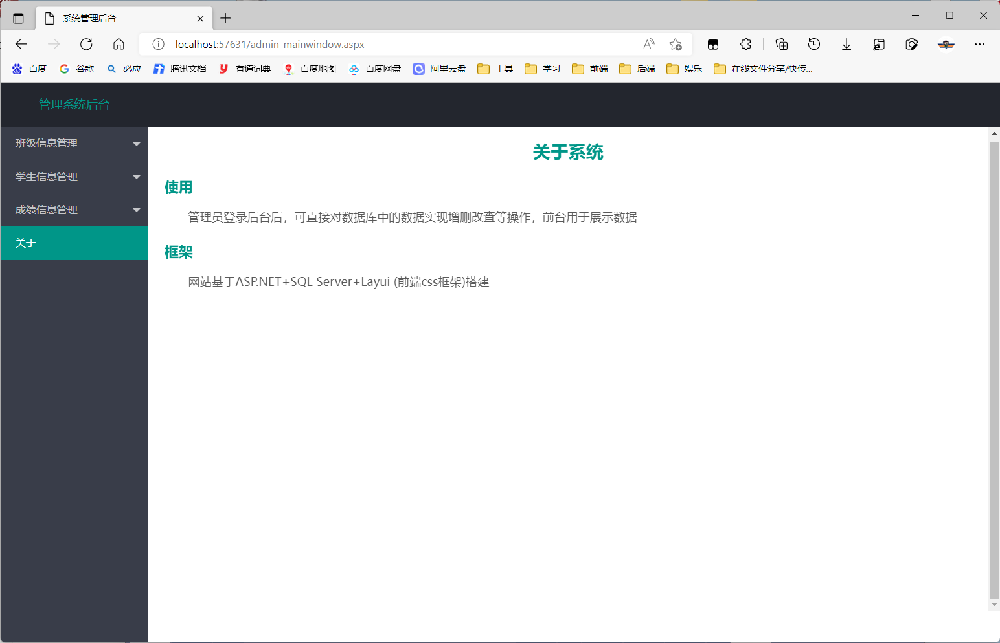 系统管理后台
localhost:57631/admin_mainwindow.aspx
百度 谷歌 必应 腾讯文档 有道词典 百度地图 百度网盘 阿里云盘 工具 学习 前端 后端 娱乐 在线文件分享/快传...
管理系统后台
班级信息管理
学生信息管理
成绩信息管理
关于
关于系统
使用
管理员登录后台后，可直接对数据库中的数据实现增删改查等操作，前台用于展示数据
框架
网站基于ASP.NET+SQL Server+Layui (前端css框架)搭建